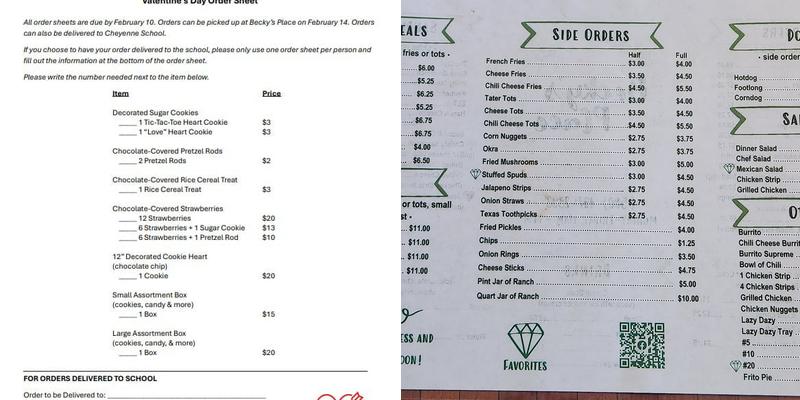 Valentine's Day Order Sheet
All order sheets are due by February 10. Orders can be picked up at Becky's Place on February 14. Orders
can also be delivered to Cheyenne School.
If you choose to have your order delivered to the school, please only use one order sheet per person and
fill out the information at the bottom of the order sheet.
Please write the number needed next to the item below.
Item Price
Decorated Sugar Cookies
_____ 1 Tic-Tac-Toe Heart Cookie $3
_____ 1 "Love" Heart Cookie $3
Chocolate-Covered Pretzel Rods
_____ 2 Pretzel Rods $2
Chocolate-Covered Rice Cereal Treat
_____ 1 Rice Cereal Treat $3
Chocolate-Covered Strawberries
_____ 12 Strawberries $20
_____ 6 Strawberries + 1 Sugar Cookie $13
_____ 6 Strawberries + 1 Pretzel Rod $10
12" Decorated Cookie Heart
(chocolate chip)
_____ 1 Cookie $20
Small Assortment Box
(cookies, candy & more)
_____ 1 Box $15
Large Assortment Box
(cookies, candy, & more)
_____ 1 Box $20
FOR ORDERS DELIVERED TO SCHOOL
Order to be Delivered to: ____________________
EALS
fries or tots •
$6.00
$5.25
$6.25
$5.25
$6.75
$6.75
$4.00
$6.50
or tots, small
st •
$11.00
$11.00
$11.00
$11.00
ESS AND
OON!
SIDE ORDERS
Half Full
French Fries $3.00 $4.00
Cheese Fries $3.50 $4.50
Chili Cheese Fries $4.50 $5.50
Tater Tots $3.00 $4.00
Cheese Tots $3.50 $4.50
Chili Cheese Tots $4.50 $5.50
Corn Nuggets $2.75 $3.75
Okra $2.75 $3.75
Fried Mushrooms $3.00 $5.00
Stuffed Spuds $3.00 $4.50
Jalapeno Strips $2.75 $4.50
Onion Straws $2.75 $4.50
Texas Toothpicks $2.75 $4.50
Fried Pickles $4.00
Chips $1.25
Onion Rings $3.50
Cheese Sticks $4.75
Pint Jar of Ranch $5.00
Quart Jar of Ranch $10.00
FAVORITES
DO
• side order
Hotdog
Footlong
Corndog
SAL
Dinner Salad
Chef Salad
Mexican Salad
Chicken Strip
Grilled Chicken
OT
Burrito
Chili Cheese Burrit
Burrito Supreme
Bowl of Chili
1 Chicken Strip
4 Chicken Strips
Grilled Chicken
Chicken Nuggets
Lazy Dazy
Lazy Dazy Tray
#5
#10
#20
Frito Pie